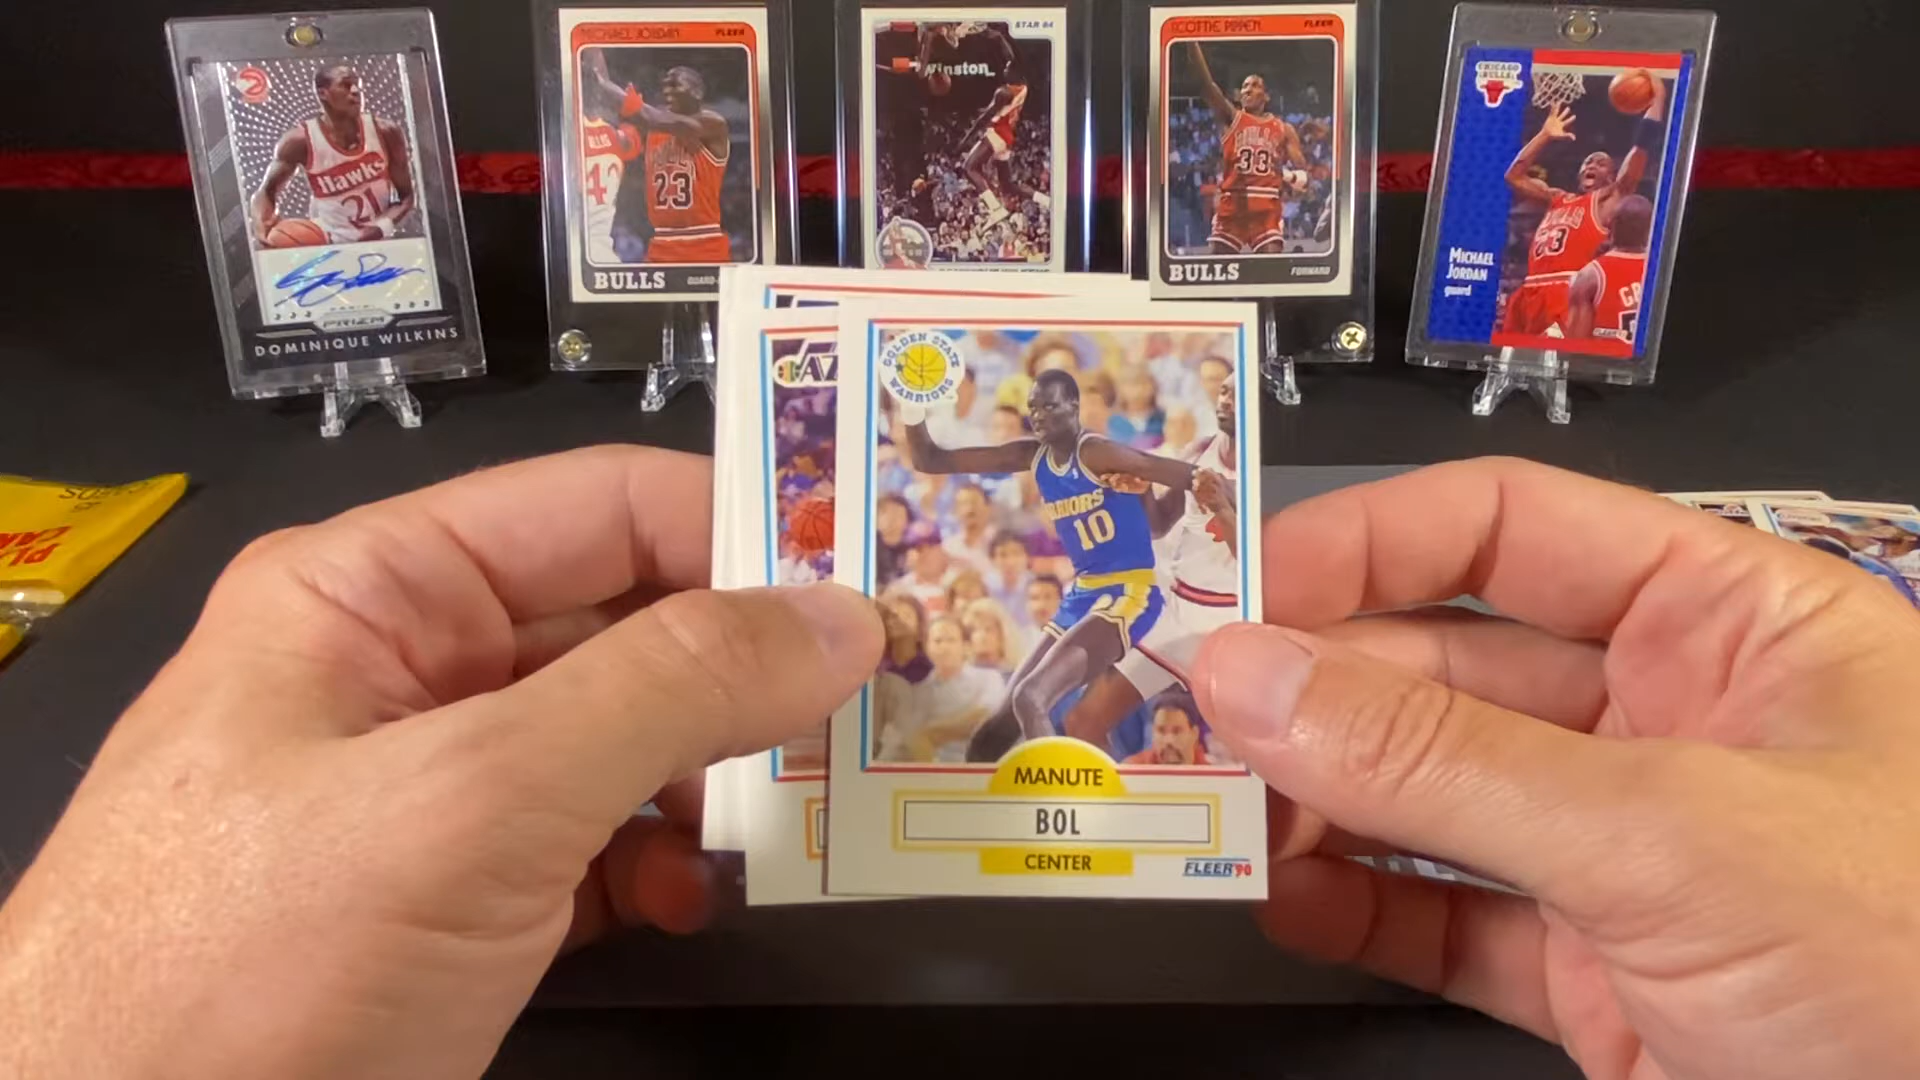 Hawks
21
PRIZM
DOMINIQUE WILKINS
MICHAEL JORDAN
FLEER
23
BULLS
STAR 84
Winston
SCOTTIE PIPPEN
FLEER
33
BULLS
FORWARD
CHICAGO
BULLS
23
MICHAEL
JORDAN
guard
FLEER
GOLDEN STATE
WARRIORS
10
MANUTE
BOL
CENTER
FLEER '90